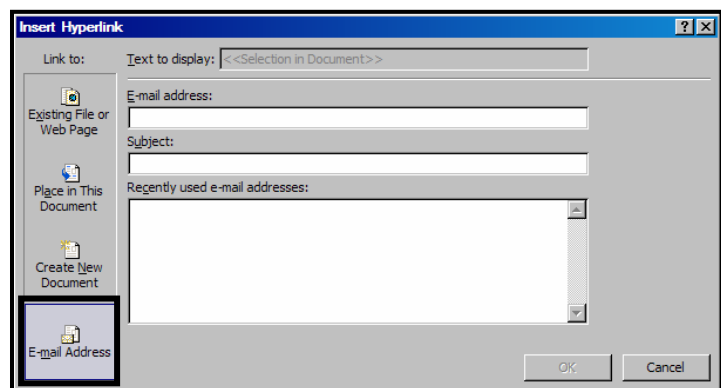 Insert Hyperlink
Link to:
Text to display: <<Selection in Document>>
Existing File or
Web Page
Place in This
Document
Create New
Document
E-mail Address
E-mail address:
Subject:
Recently used e-mail addresses:
OK
Cancel